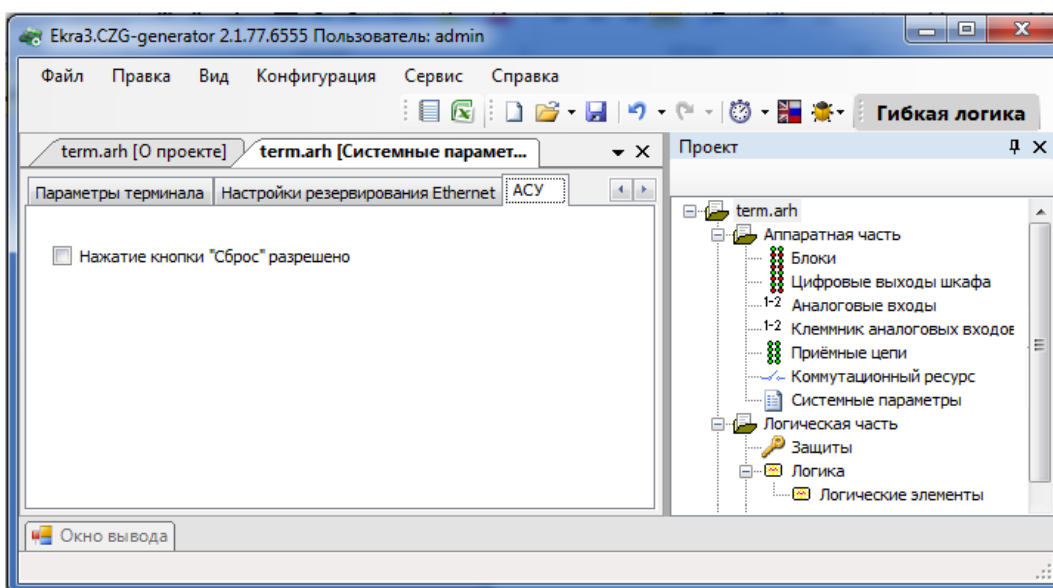 Ekra3.CZG-generator 2.1.77.6555 Пользователь: admin
Файл Правка Вид Конфигурация Сервис Справка
Гибкая логика
term.arh [О проекте] term.arh [Системные парамет...
Проект
Параметры терминала Настройки резервирования Ethernet АСУ
Нажатие кнопки "Сброс" разрешено
term.arh
Аппаратная часть
Блоки
Цифровые выходы шкафа
1-2 Аналоговые входы
1-2 Клеммник аналоговых входов
Приёмные цепи
Коммутационный ресурс
Системные параметры
Логическая часть
Защиты
Логика
Логические элементы
Окно вывода